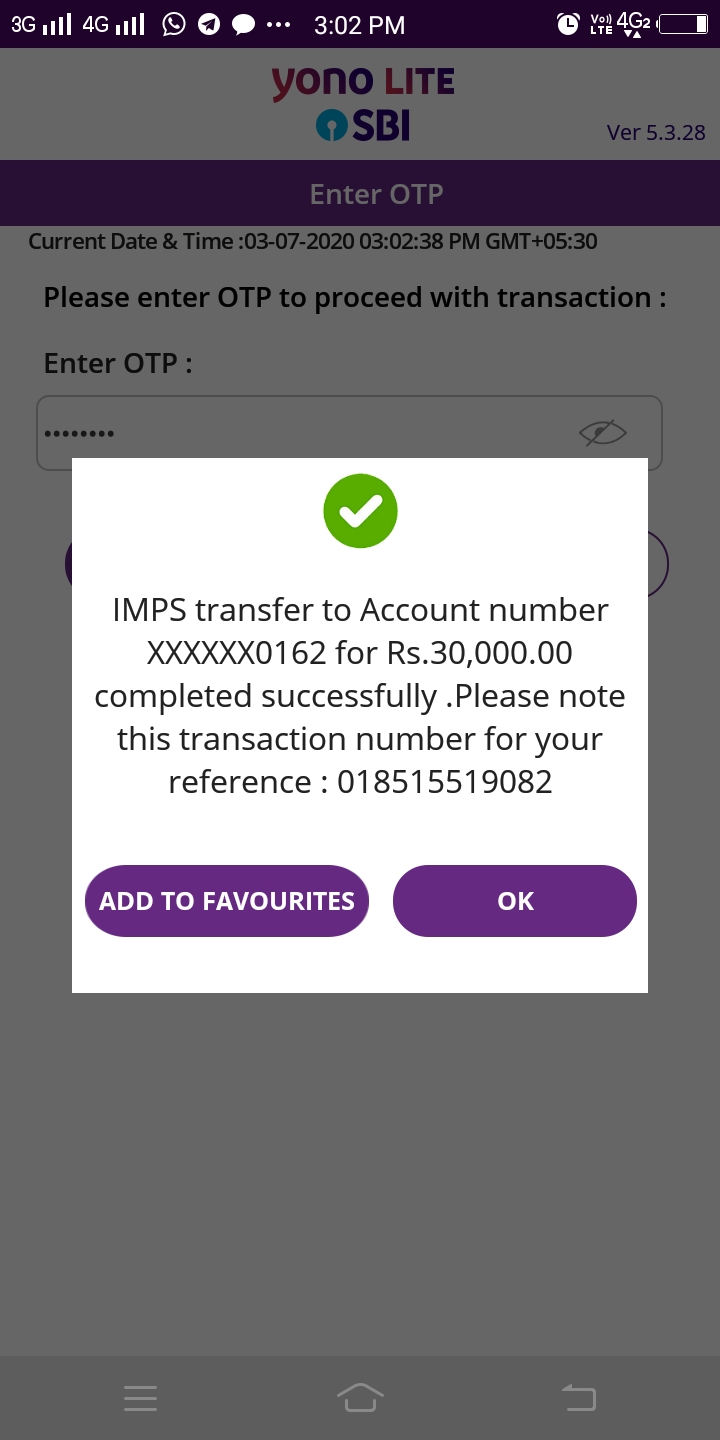 3G 4G 3:02 PM Vo)) LTE 4G2
yono LITE
SBI
Ver 5.3.28
Enter OTP
Current Date & Time :03-07-2020 03:02:38 PM GMT+05:30
Please enter OTP to proceed with transaction :
Enter OTP :
••••••••
IMPS transfer to Account number
XXXXXX0162 for Rs.30,000.00
completed successfully .Please note
this transaction number for your
reference : 018515519082
ADD TO FAVOURITES OK